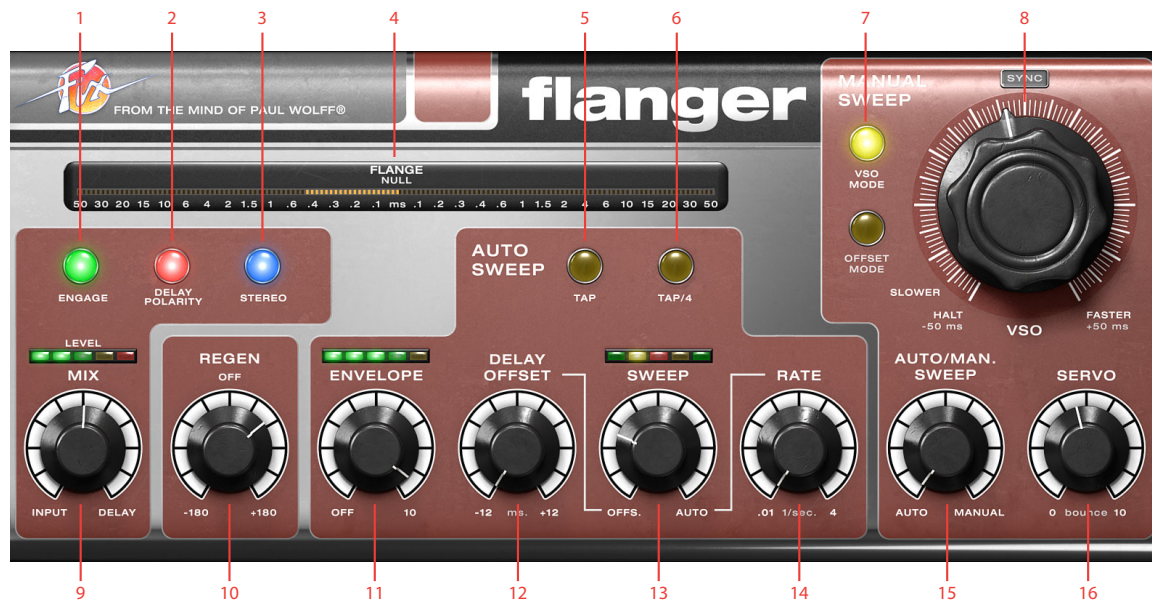 1 2 3 4 5 6 7 8
Fix
FROM THE MIND OF PAUL WOLFF®
flanger
MANUAL
SWEEP
SYNC
FLANGE
NULL
50 30 20 15 10 6 4 2 1.5 1 .6 .4 .3 .2 .1 ms .1 .2 .3 .4 .6 1 1.5 2 4 6 10 15 20 30 50
VSO
MODE
OFFSET
MODE
SLOWER
HALT
-50 ms
VSO
FASTER
+50 ms
ENGAGE
DELAY
POLARITY
STEREO
AUTO
SWEEP
TAP
TAP/4
LEVEL
MIX
INPUT DELAY
REGEN
OFF
-180 +180
ENVELOPE
OFF 10
DELAY
OFFSET
-12 ms. +12
SWEEP
OFFS. AUTO
RATE
.01 1/sec. 4
AUTO/MAN.
SWEEP
AUTO MANUAL
SERVO
0 bounce 10
9 10 11 12 13 14 15 16